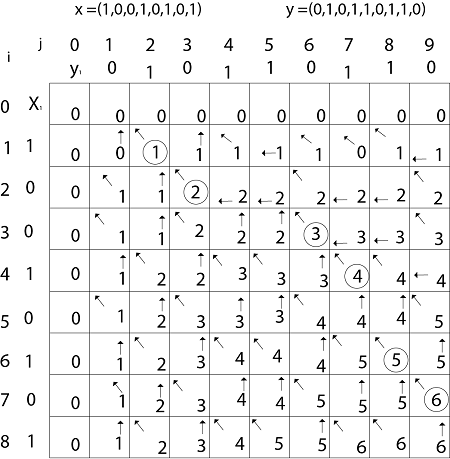 x =(1,0,0,1,0,1,0,1) y =(0,1,0,1,1,0,1,1,0)
i j 0 1 2 3 4 5 6 7 8 9
yᵢ 0 1 0 1 1 0 1 1 0
0 Xᵢ 0 0 0 0 0 0 0 0 0 0
1 1 0 0 1 1 1 1 1 0 1 1
2 0 0 1 1 2 2 2 2 2 2 2
3 0 0 1 1 2 2 2 3 3 3 3
4 1 0 1 2 2 3 3 3 4 4 4
5 0 0 1 2 3 3 3 4 4 4 5
6 1 0 1 2 3 4 4 4 5 5 5
7 0 0 1 2 3 4 4 5 5 5 6
8 1 0 1 2 3 4 5 5 6 6 6